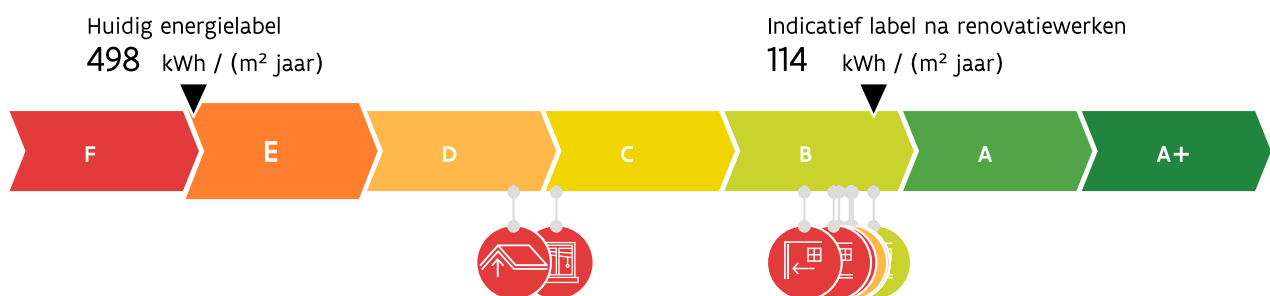 Huidig energielabel
498 kWh / (m² jaar)
Indicatief label na renovatiewerken
114 kWh / (m² jaar)
F E D C B A A+